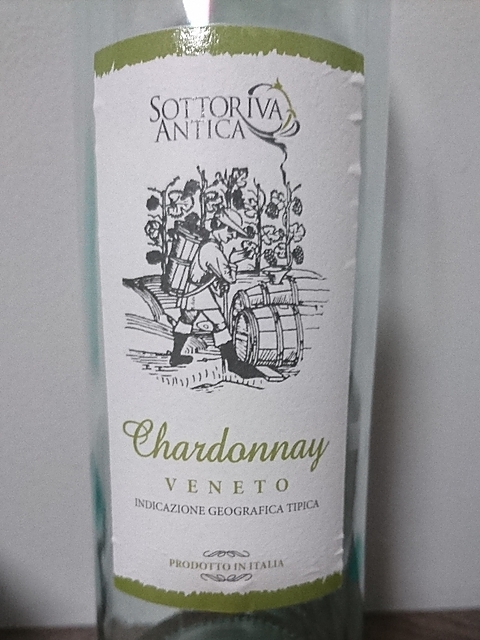 SOTTORIVA
ANTICA
Chardonnay
VENETO
INDICAZIONE GEOGRAFICA TIPICA
PRODOTTO IN ITALIA